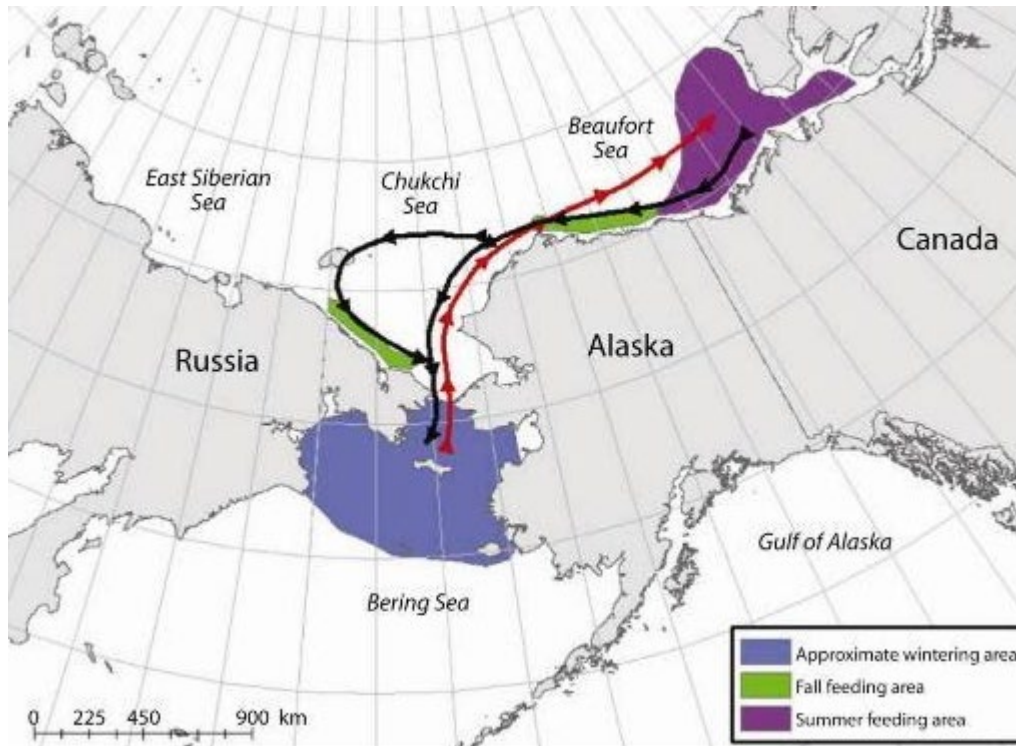 Beaufort
Sea
East Siberian
Sea
Chukchi
Sea
Canada
Russia
Alaska
Gulf of Alaska
Bering Sea
Approximate wintering area
Fall feeding area
Summer feeding area
0 225 450 900 km